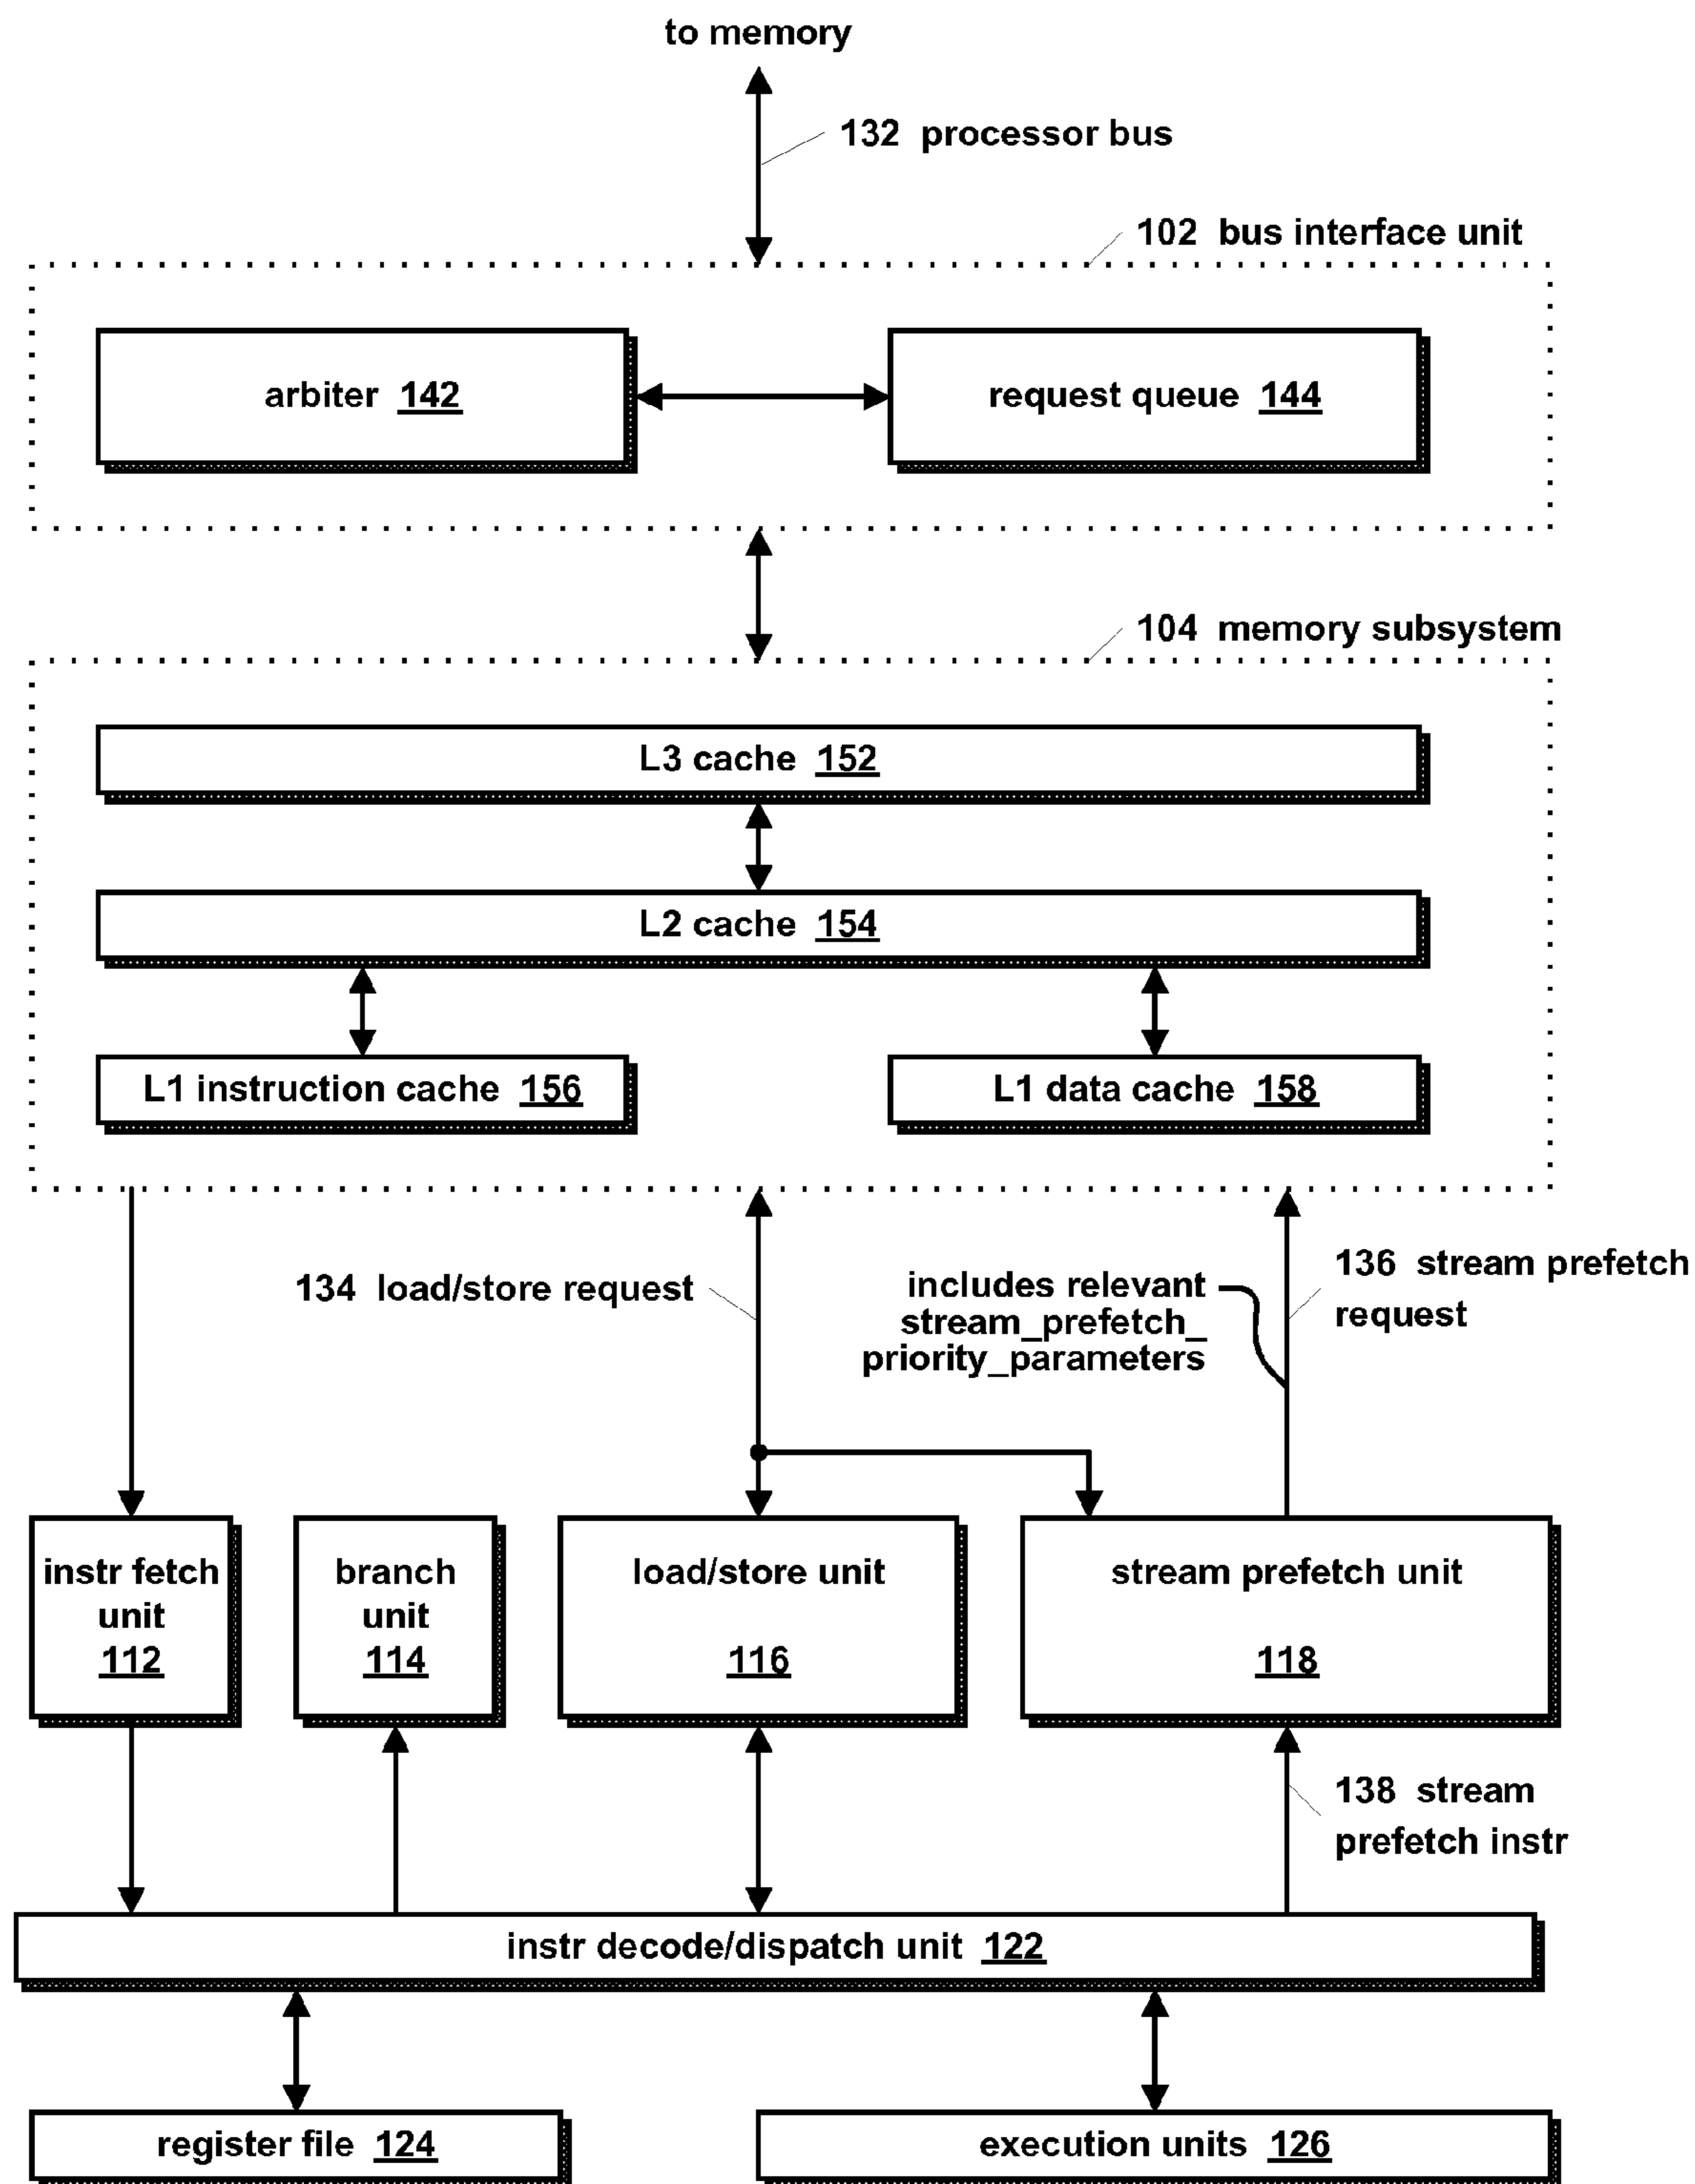 to memory
132 processor bus
102 bus interface unit
arbiter 142
request queue 144
104 memory subsystem
L3 cache 152
L2 cache 154
L1 instruction cache 156
L1 data cache 158
134 load/store request
includes relevant
stream_prefetch_
priority_parameters
136 stream prefetch
request
instr fetch
unit
112
branch
unit
114
load/store unit
116
stream prefetch unit
118
138 stream
prefetch instr
instr decode/dispatch unit 122
register file 124
execution units 126